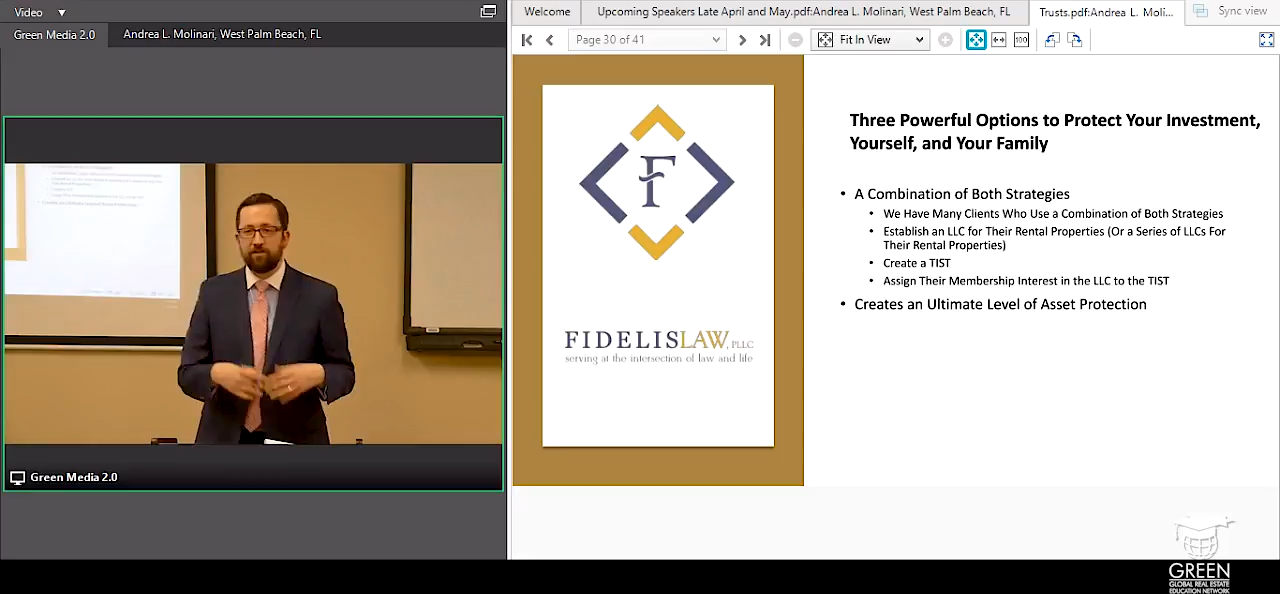 Video
Green Media 2.0
Andrea L. Molinari, West Palm Beach, FL
Green Media 2.0
Welcome
Upcoming Speakers Late April and May.pdf:Andrea L. Molinari, West Palm Beach, FL
Trusts.pdf:Andrea L. Moli...
Sync view
Page 30 of 41
Fit In View
100
F
FIDELISLAW, PLLC
serving at the intersection of law and life
Three Powerful Options to Protect Your Investment,
Yourself, and Your Family
• A Combination of Both Strategies
• We Have Many Clients Who Use a Combination of Both Strategies
• Establish an LLC for Their Rental Properties (Or a Series of LLCs For
Their Rental Properties)
• Create a TIST
• Assign Their Membership Interest in the LLC to the TIST
• Creates an Ultimate Level of Asset Protection
GREEN
GLOBAL REAL ESTATE
EDUCATION NETWORK